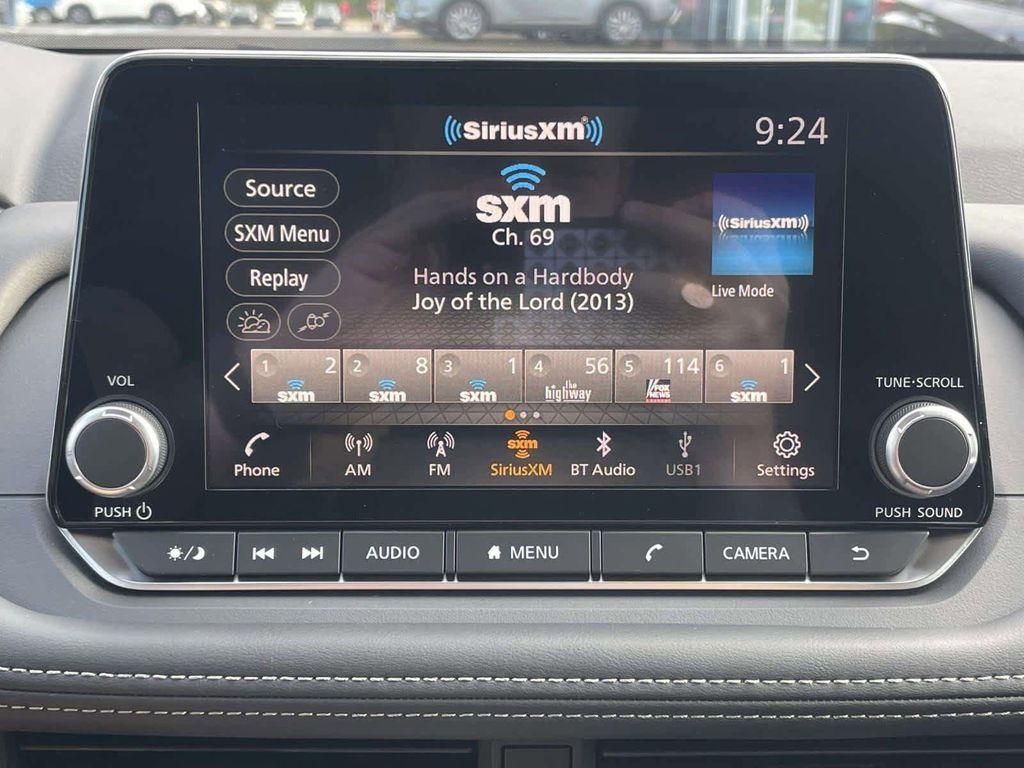 SiriusXM
9:24
Source
SXM Menu
Replay
sxm
Ch. 69
Hands on a Hardbody
Joy of the Lord (2013)
SiriusXM
Live Mode
1 2 sxm
2 8 sxm
3 1 sxm
4 56 the highway
5 114 FOX NEWS
6 1 sxm
Phone
AM
FM
sxm
SiriusXM
BT Audio
USB1
Settings
VOL
PUSH
TUNE·SCROLL
PUSH SOUND
AUDIO
MENU
CAMERA